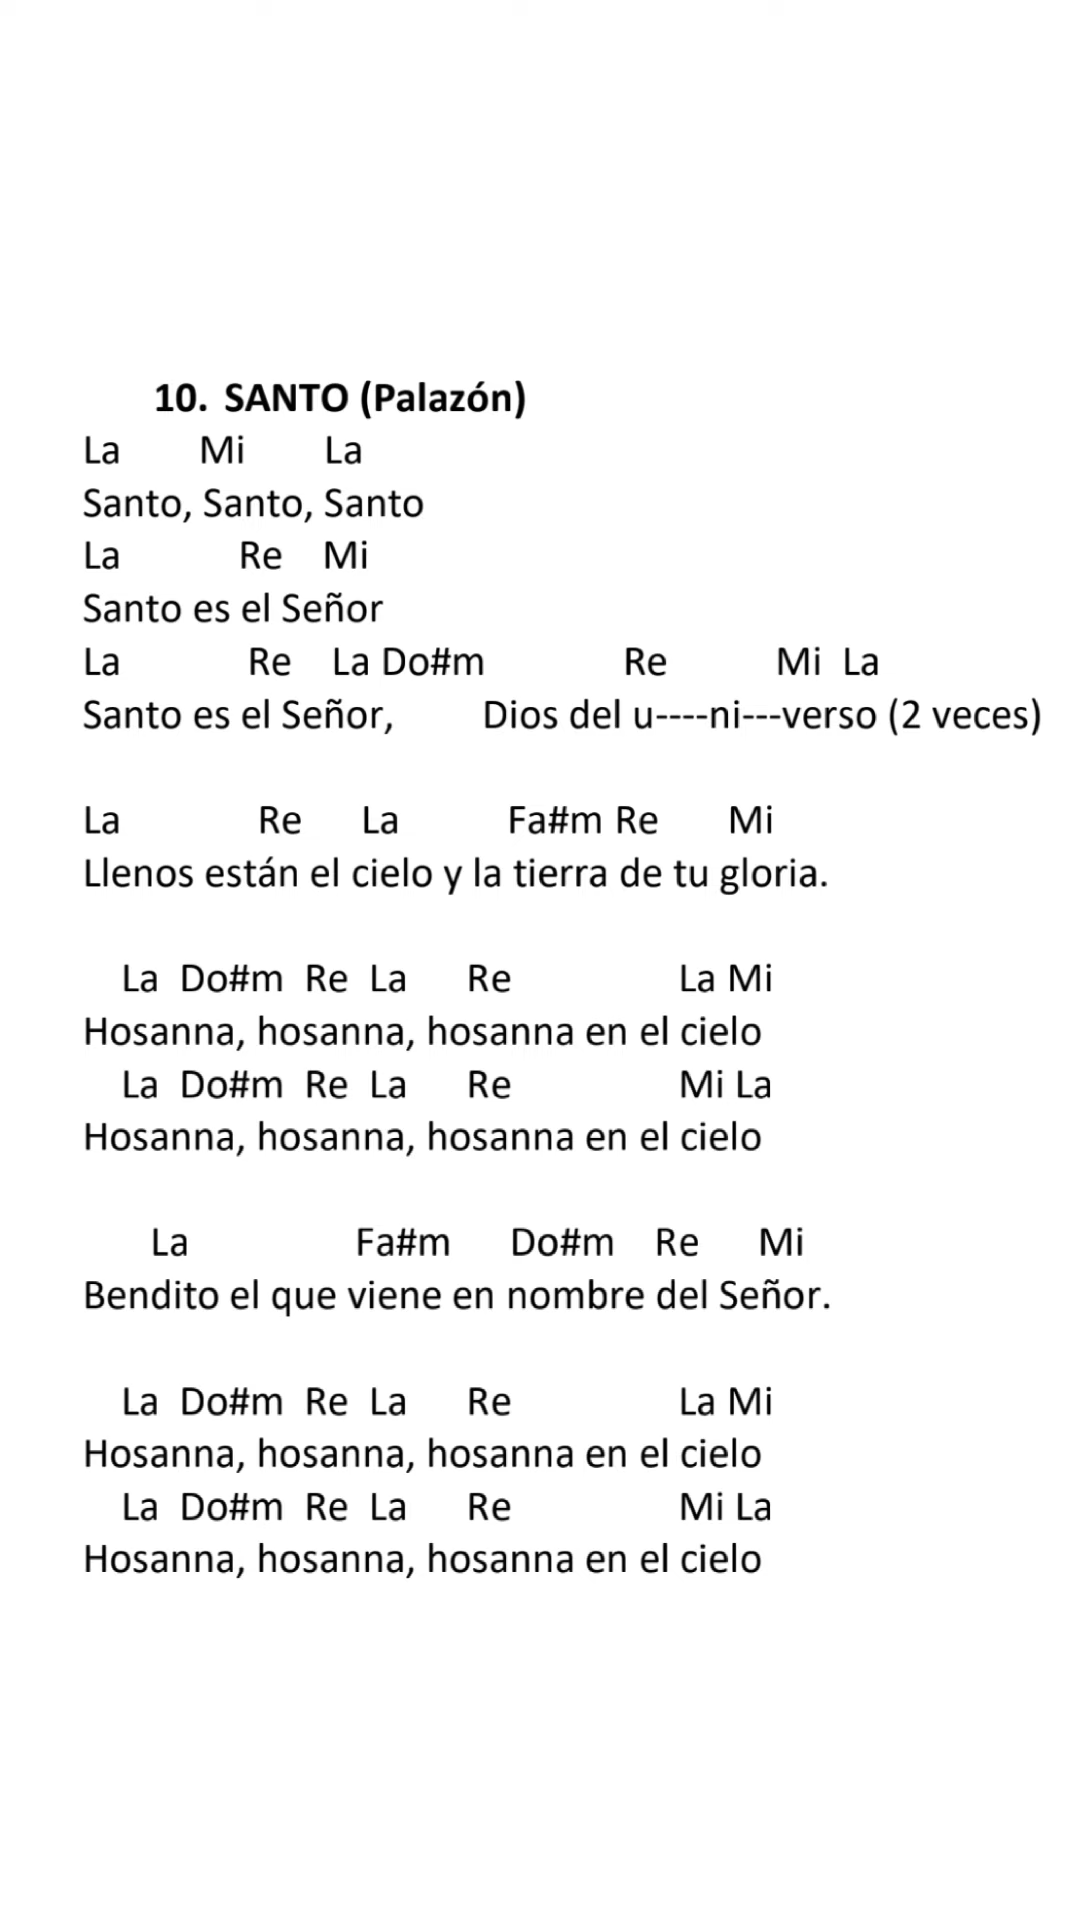 10. SANTO (Palazón)
La Mi La
Santo, Santo, Santo
La Re Mi
Santo es el Señor
La Re La Do#m Re Mi La
Santo es el Señor, Dios del u----ni---verso (2 veces)
La Re La Fa#m Re Mi
Llenos están el cielo y la tierra de tu gloria.
La Do#m Re La Re La Mi
Hosanna, hosanna, hosanna en el cielo
La Do#m Re La Re Mi La
Hosanna, hosanna, hosanna en el cielo
La Fa#m Do#m Re Mi
Bendito el que viene en nombre del Señor.
La Do#m Re La Re La Mi
Hosanna, hosanna, hosanna en el cielo
La Do#m Re La Re Mi La
Hosanna, hosanna, hosanna en el cielo